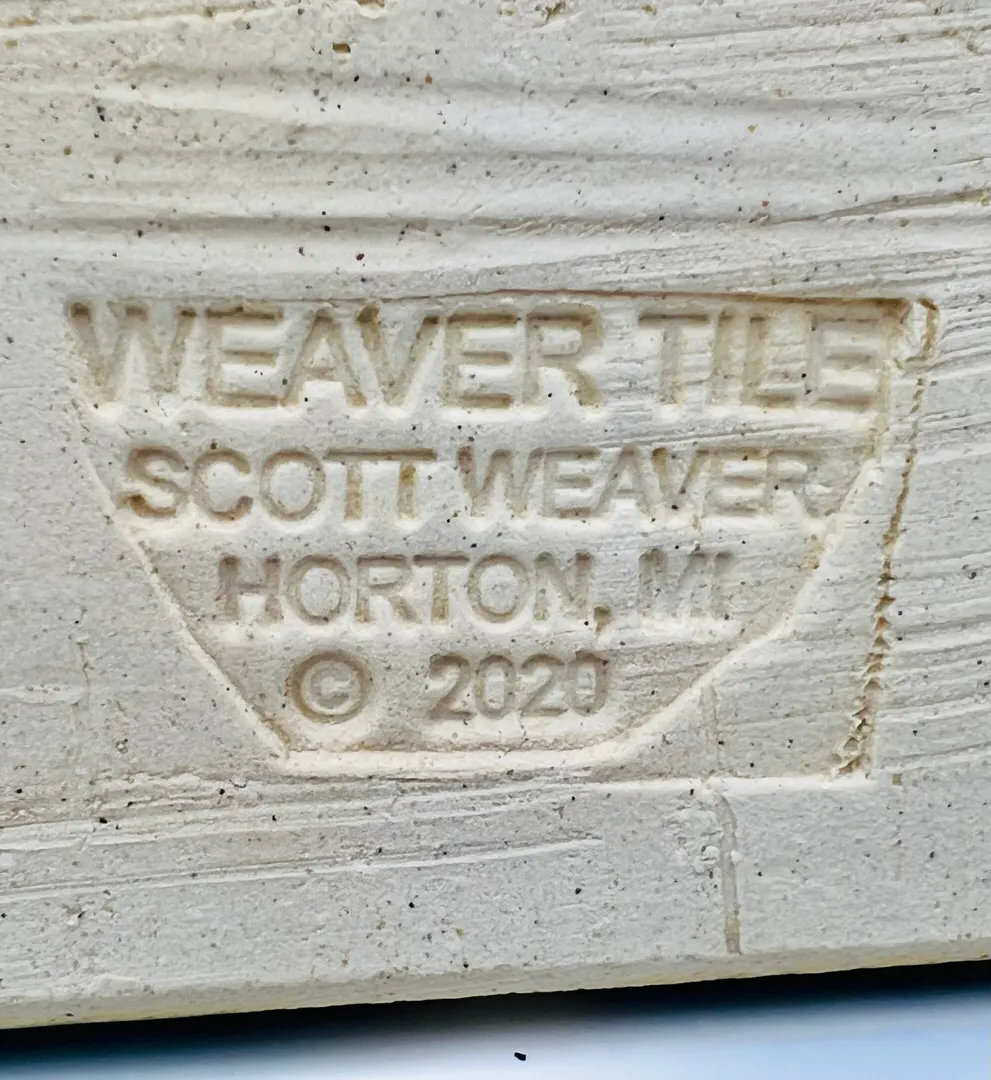 WEAVER TILE
SCOTT WEAVER
HORTON, MI
© 2020